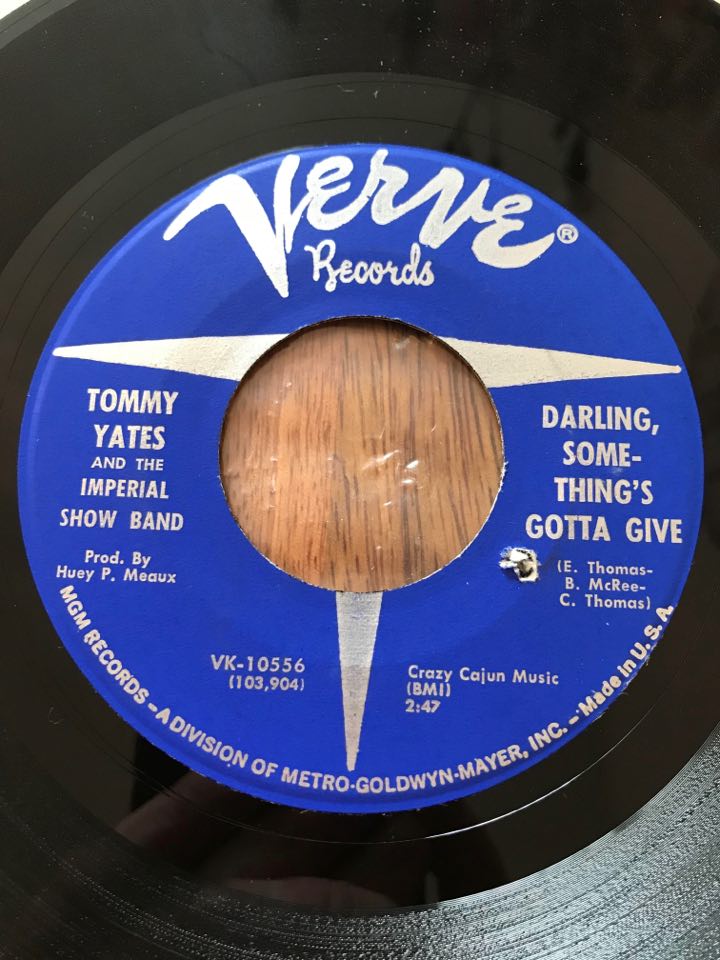 Verve®
Records
TOMMY
YATES
AND THE
IMPERIAL
SHOW BAND
Prod. By
Huey P. Meaux
DARLING,
SOME-
THING'S
GOTTA GIVE
(E. Thomas-
B. McRee-
C. Thomas)
VK-10556
(103,904)
Crazy Cajun Music
(BMI)
2:47
MGM RECORDS - A DIVISION OF METRO-GOLDWYN-MAYER, INC. - Made in U.S.A.